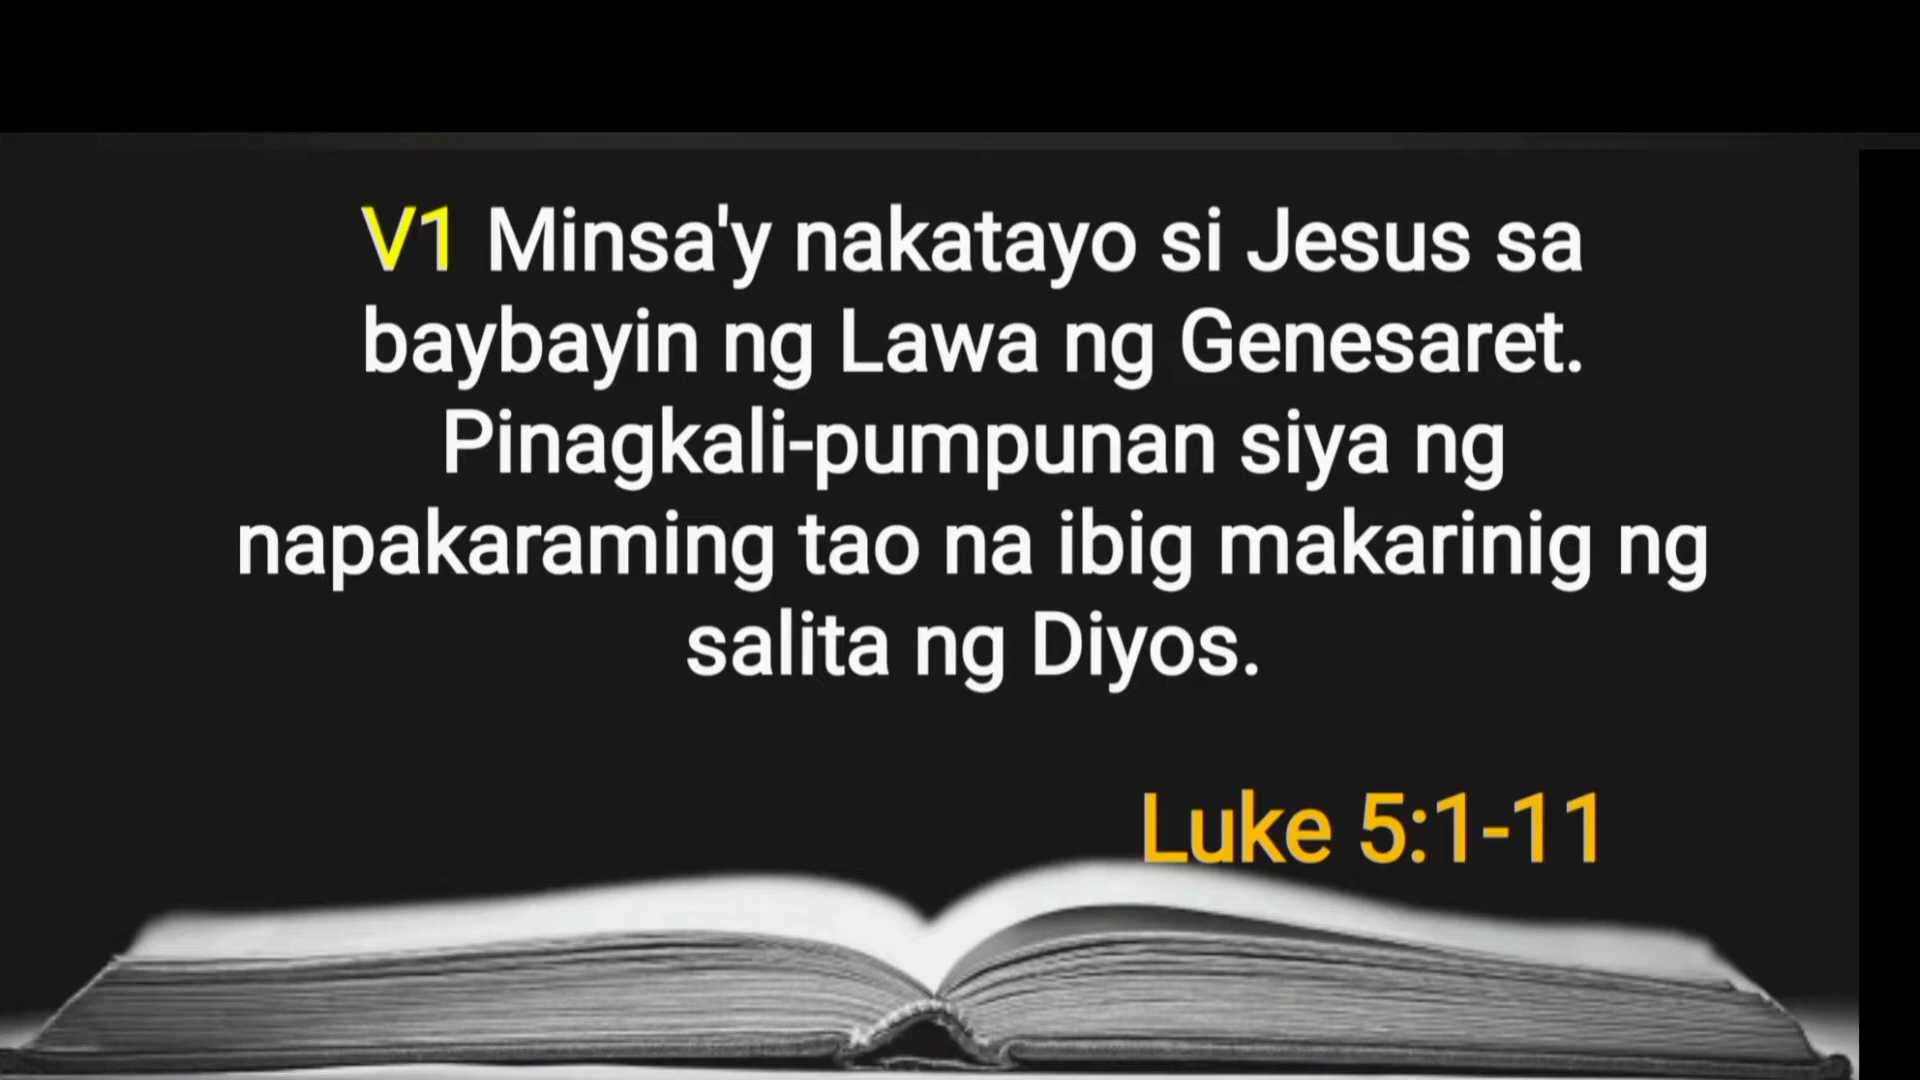 V1 Minsa'y nakatayo si Jesus sa
baybayin ng Lawa ng Genesaret.
Pinagkali-pumpunan siya ng
napakaraming tao na ibig makarinig ng
salita ng Diyos.
Luke 5:1-11